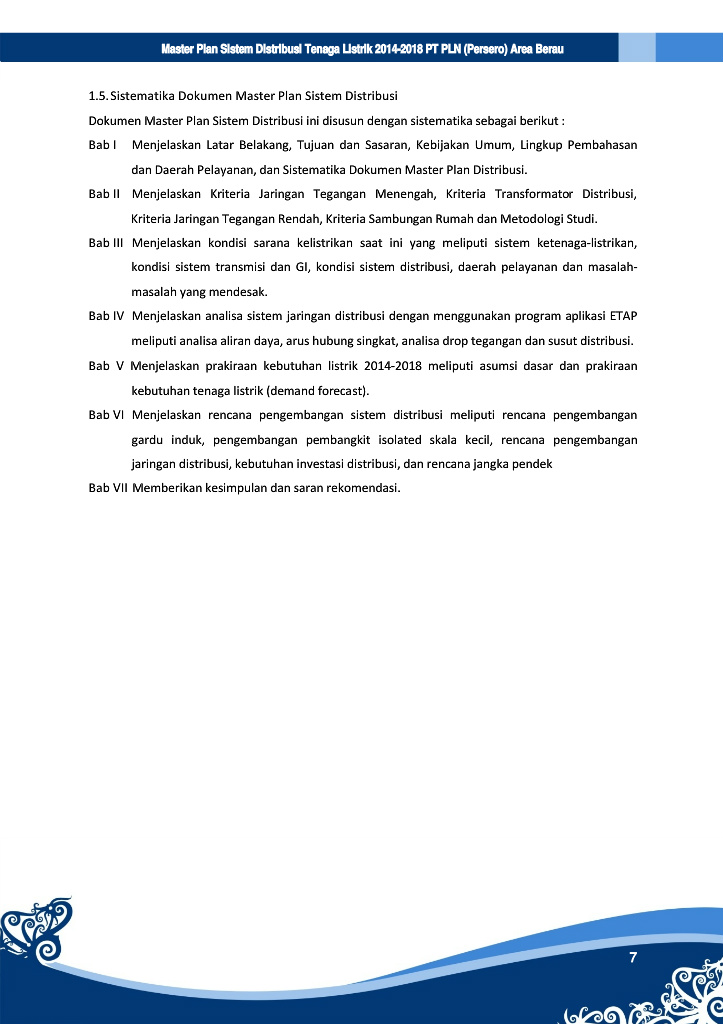 Master Plan Sistem Distribusi Tenaga Listrik 2014-2018 PT PLN (Persero) Area Berau
1.5. Sistematika Dokumen Master Plan Sistem Distribusi
Dokumen Master Plan Sistem Distribusi ini disusun dengan sistematika sebagai berikut :
Bab I Menjelaskan Latar Belakang, Tujuan dan Sasaran, Kebijakan Umum, Lingkup Pembahasan
dan Daerah Pelayanan, dan Sistematika Dokumen Master Plan Distribusi.
Bab II Menjelaskan Kriteria Jaringan Tegangan Menengah, Kriteria Transformator Distribusi,
Kriteria Jaringan Tegangan Rendah, Kriteria Sambungan Rumah dan Metodologi Studi.
Bab III Menjelaskan kondisi sarana kelistrikan saat ini yang meliputi sistem ketenaga-listrikan,
kondisi sistem transmisi dan GI, kondisi sistem distribusi, daerah pelayanan dan masalah-
masalah yang mendesak.
Bab IV Menjelaskan analisa sistem jaringan distribusi dengan menggunakan program aplikasi ETAP
meliputi analisa aliran daya, arus hubung singkat, analisa drop tegangan dan susut distribusi.
Bab V Menjelaskan prakiraan kebutuhan listrik 2014-2018 meliputi asumsi dasar dan prakiraan
kebutuhan tenaga listrik (demand forecast).
Bab VI Menjelaskan rencana pengembangan sistem distribusi meliputi rencana pengembangan
gardu induk, pengembangan pembangkit isolated skala kecil, rencana pengembangan
jaringan distribusi, kebutuhan investasi distribusi, dan rencana jangka pendek
Bab VII Memberikan kesimpulan dan saran rekomendasi.
7